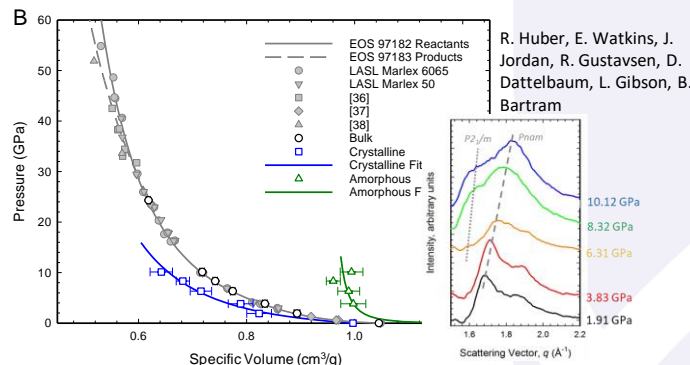 B
60
50
40
30
20
10
0
Pressure (GPa)
0.6
0.8
1.0
Specific Volume (cm³/g)
EOS 97182 Reactants
EOS 97183 Products
LASL Marlex 6065
LASL Marlex 50
[36]
[37]
[38]
Bulk
Crystalline
Crystalline Fit
Amorphous
Amorphous F
R. Huber, E. Watkins, J.
Jordan, R. Gustavsen, D.
Dattelbaum, L. Gibson, B.
Bartram
P2₁/m
Pnam
Intensity, arbitrary units
10.12 GPa
8.32 GPa
6.31 GPa
3.83 GPa
1.91 GPa
1.6
1.8
2.0
2.2
Scattering Vector, q (Å⁻¹)